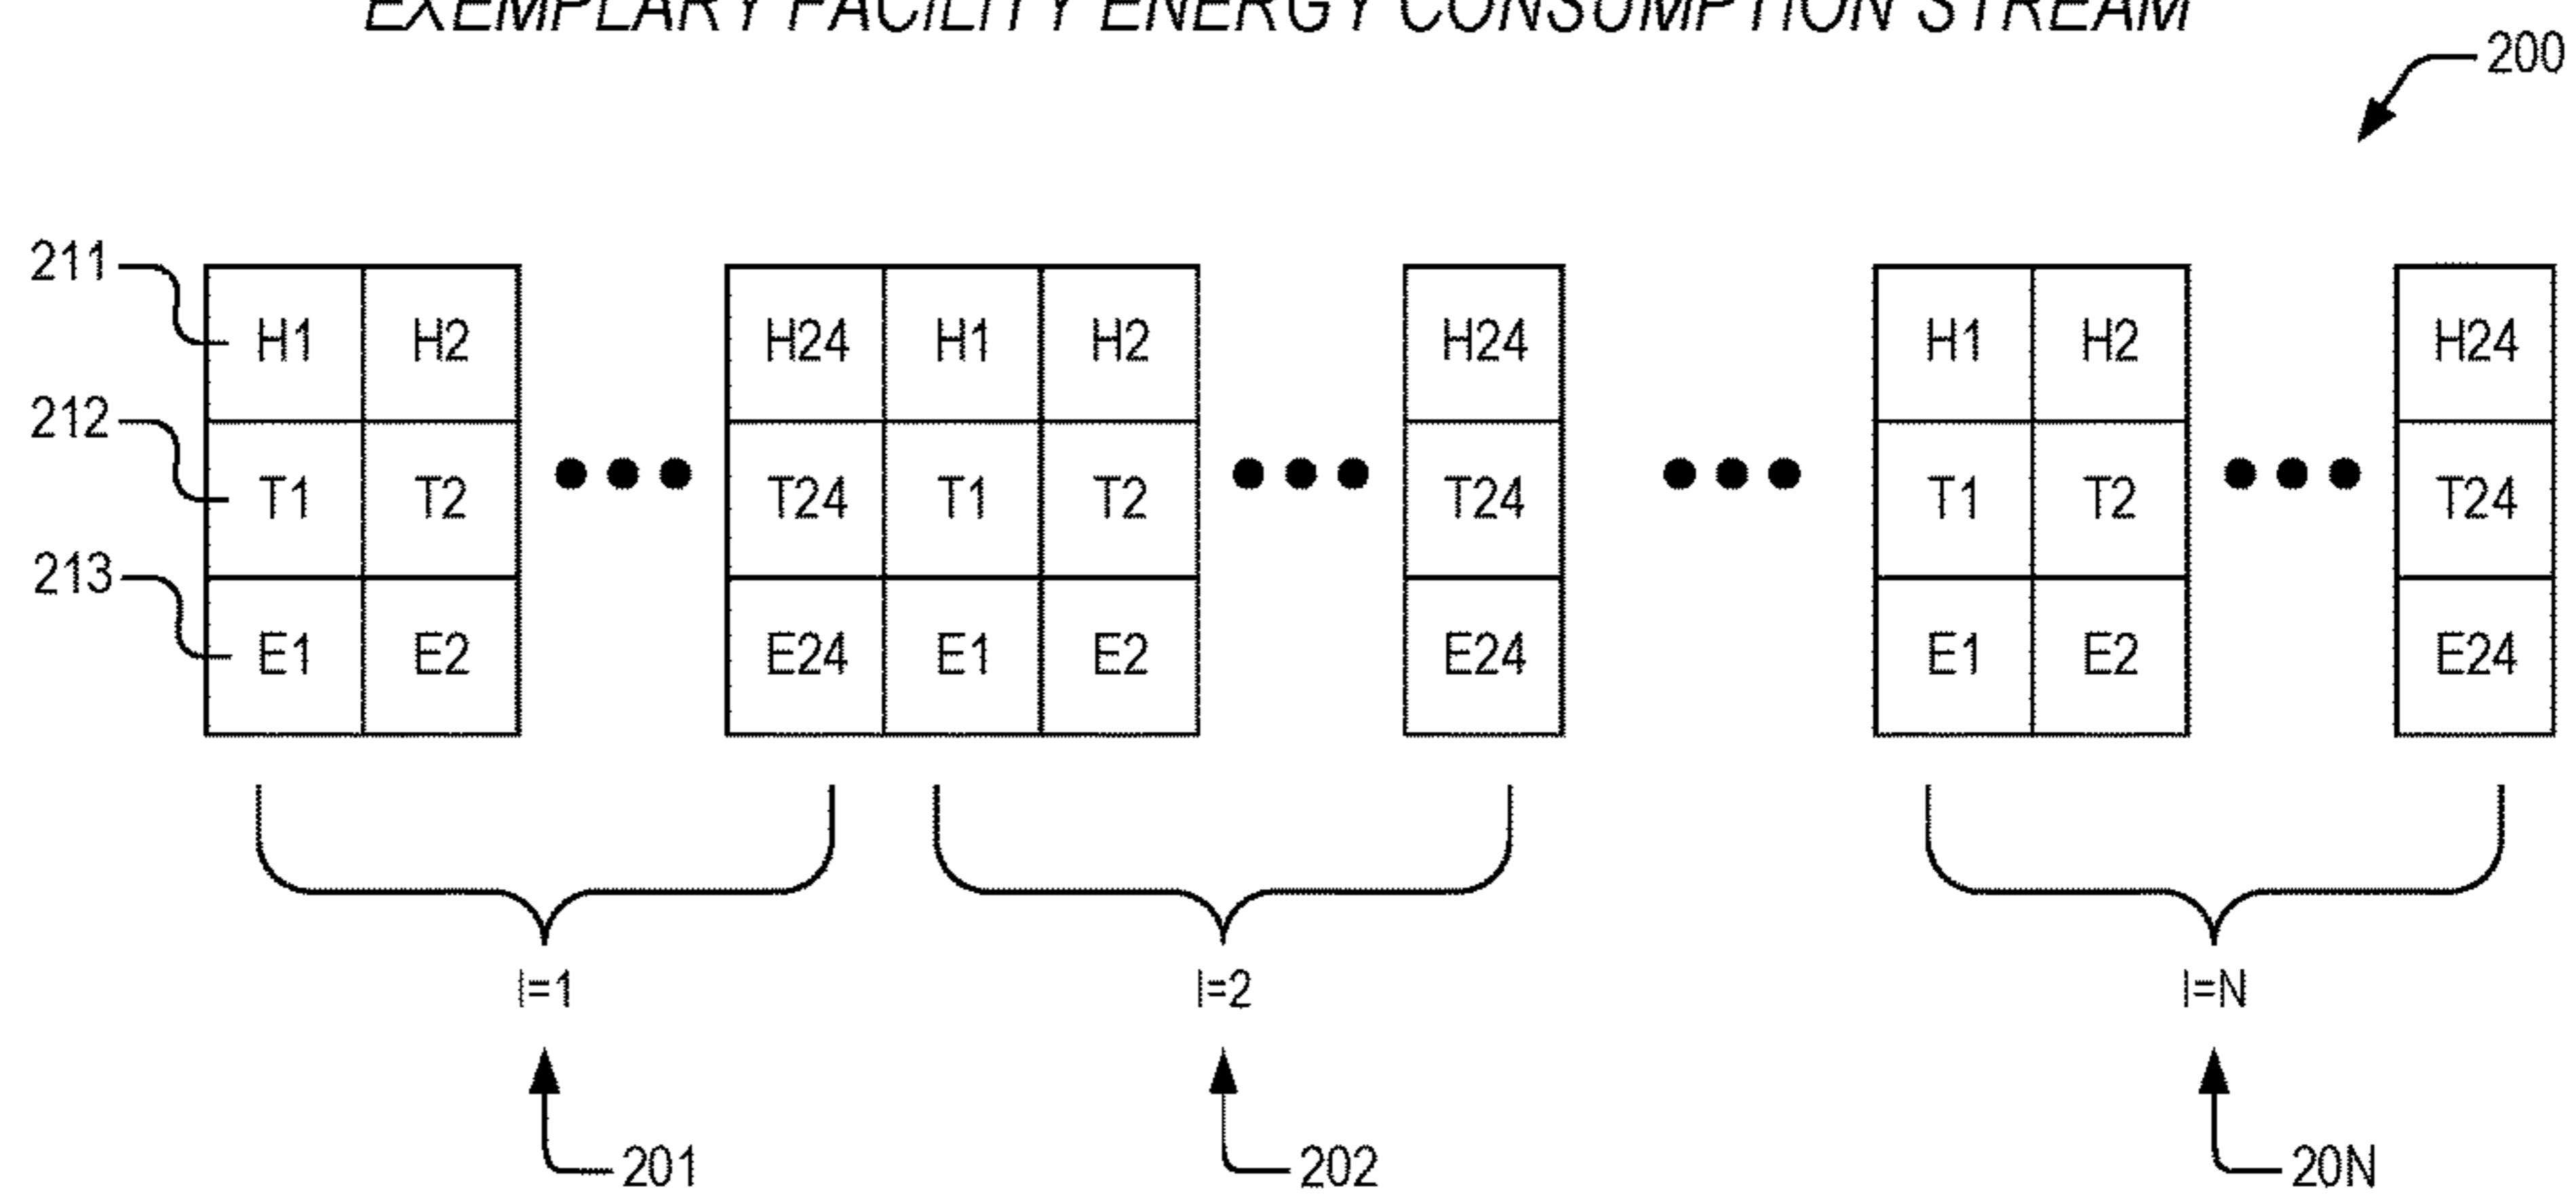 EXEMPLARY FACILITY ENERGY CONSUMPTION STREAM
200
211 H1 H2 H24 H1 H2 H24 H1 H2 H24
212 T1 T2 ●●● T24 T1 T2 ●●● T24 ●●● T1 T2 ●●● T24
213 E1 E2 E24 E1 E2 E24 E1 E2 E24
I=1 I=2 I=N
201 202 20N